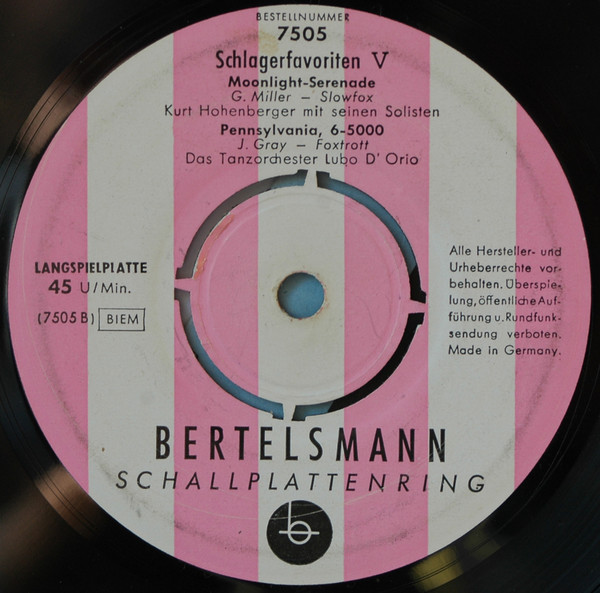 BESTELLNUMMER
7505
Schlagerfavoriten V
Moonlight-Serenade
G. Miller – Slowfox
Kurt Hohenberger mit seinen Solisten
Pennsylvania, 6-5000
J. Gray – Foxtrott
Das Tanzorchester Lubo D'Orio
LANGSPIELPLATTE
45 U/Min.
(7505 B) BIEM
Alle Hersteller- und
Urheberrechte vor-
behalten. Überspie-
lung, öffentliche Auf-
führung u. Rundfunk-
sendung verboten.
Made in Germany.
BERTELSMANN
SCHALLPLATTENRING
b